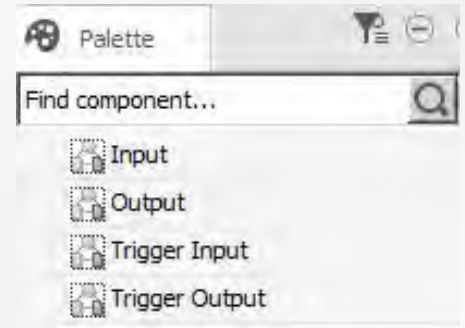 Palette
Find component...
Input
Output
Trigger Input
Trigger Output